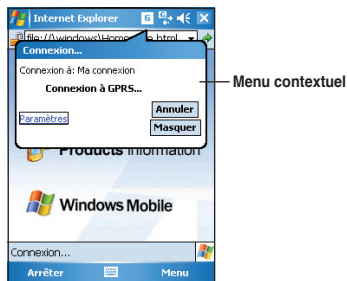 Internet Explorer
G
file://\windows\Hom e html
Connexion...
Connexion à: Ma connexion
Connexion à GPRS...
Menu contextuel
Annuler
Paramètres
Masquer
Products Information
Windows Mobile
Connexion...
Arrêter Menu